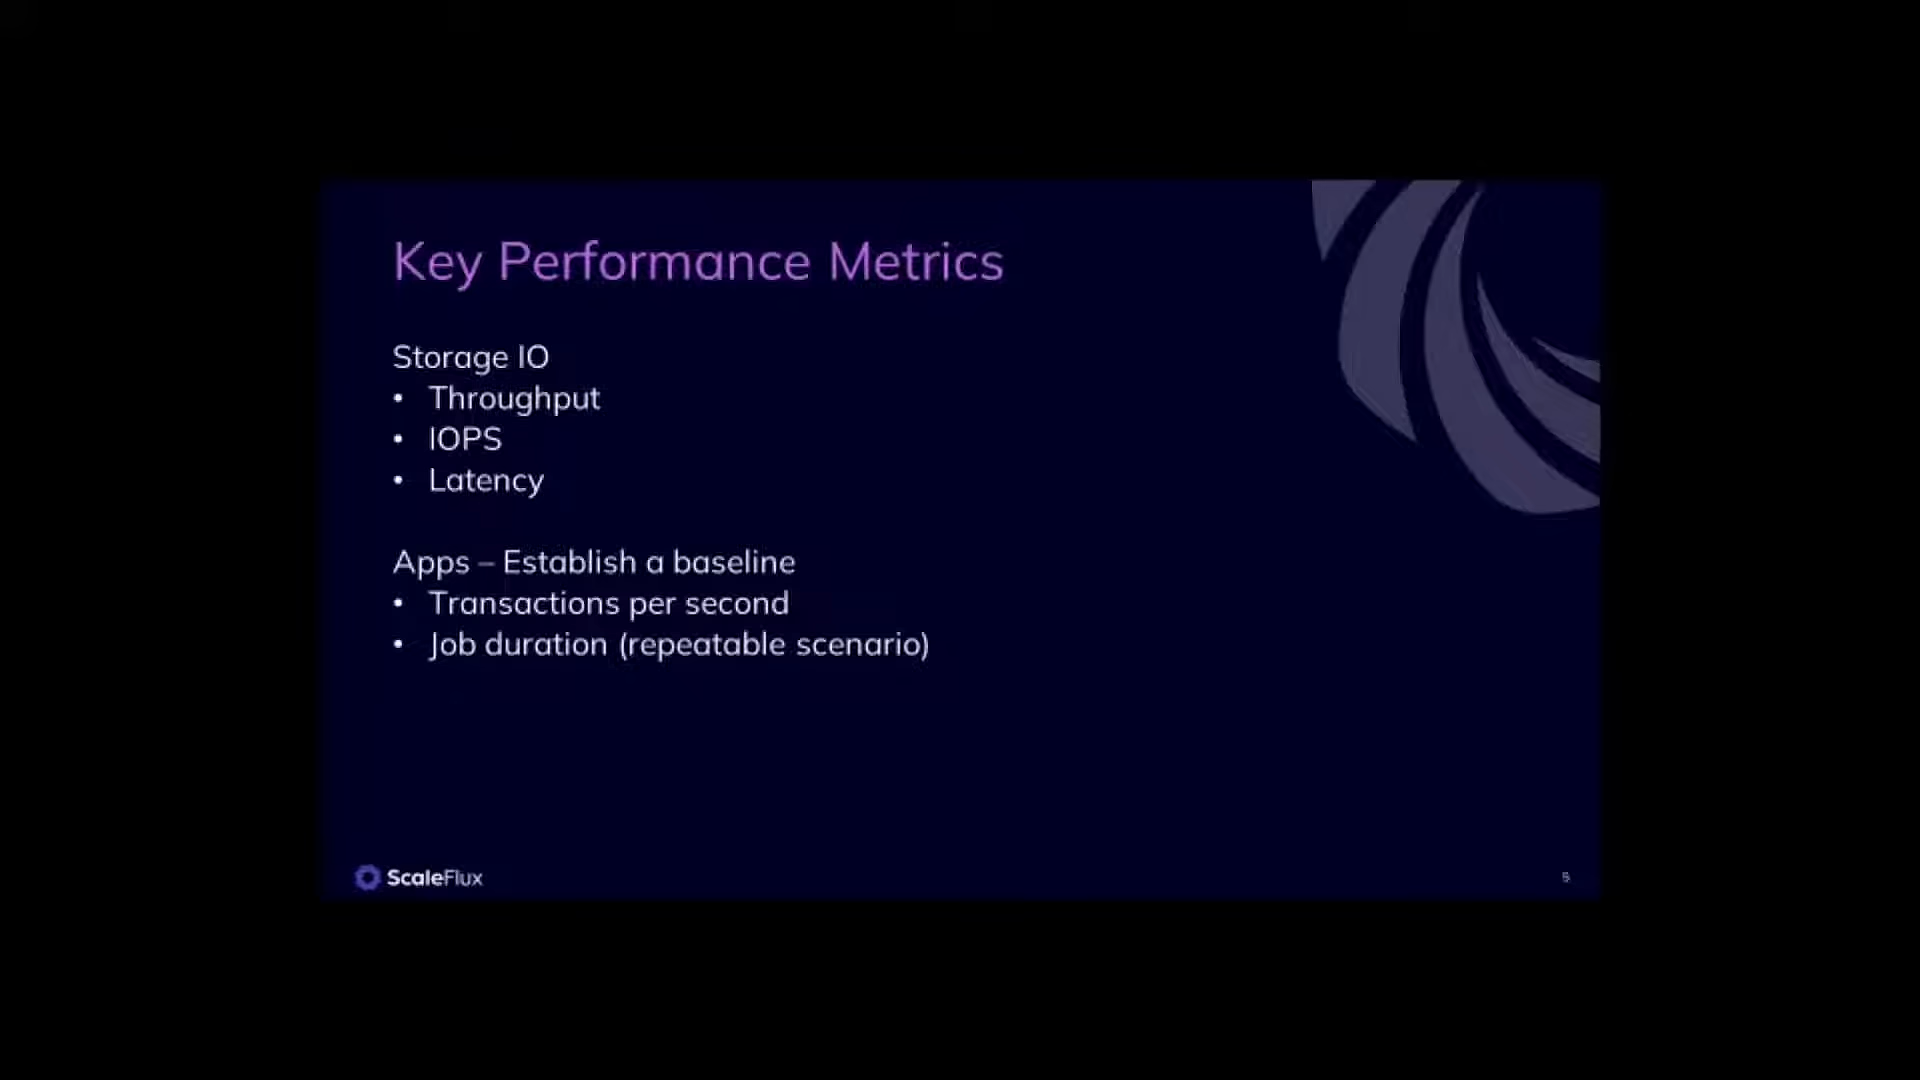 Key Performance Metrics
Storage IO
• Throughput
• IOPS
• Latency
Apps – Establish a baseline
• Transactions per second
• Job duration (repeatable scenario)
ScaleFlux